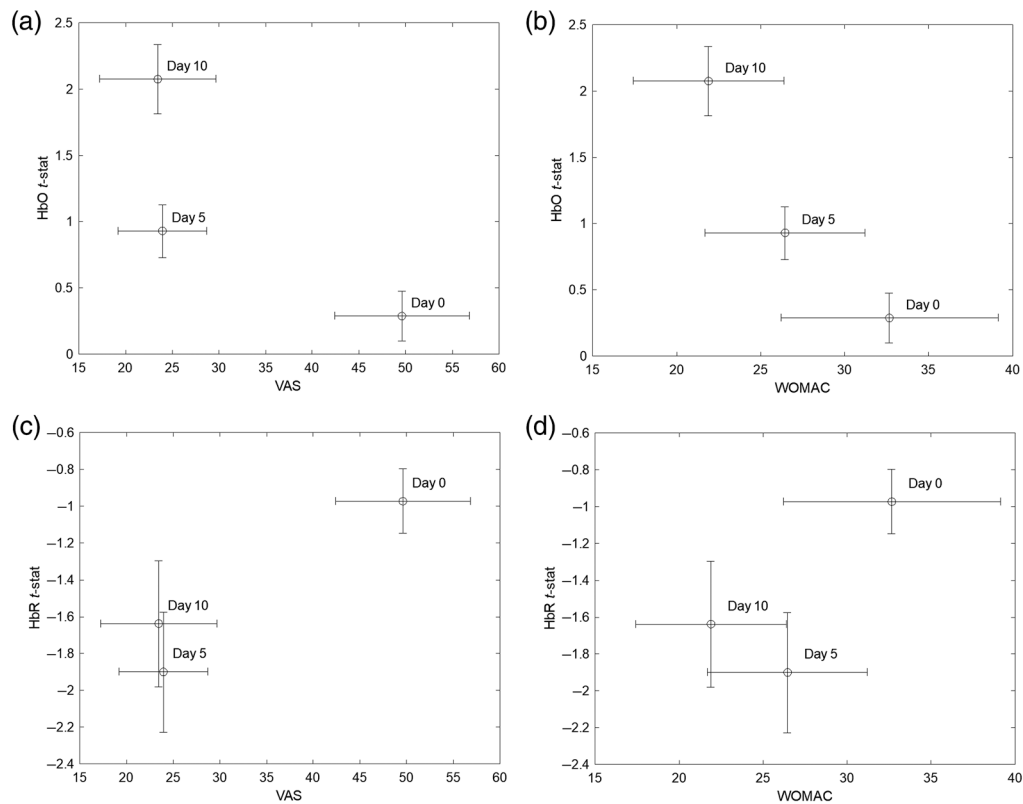 (a)
2.5
2
1.5
1
0.5
0
HbO t-stat
Day 10
Day 5
Day 0
15 20 25 30 35 40 45 50 55 60
VAS
(b)
2.5
2
1.5
1
0.5
0
HbO t-stat
Day 10
Day 5
Day 0
15 20 25 30 35 40
WOMAC
(c)
−0.6
−0.8
−1
−1.2
−1.4
−1.6
−1.8
−2
−2.2
−2.4
HbR t-stat
Day 0
Day 10
Day 5
15 20 25 30 35 40 45 50 55 60
VAS
(d)
−0.6
−0.8
−1
−1.2
−1.4
−1.6
−1.8
−2
−2.2
−2.4
HbR t-stat
Day 0
Day 10
Day 5
15 20 25 30 35 40
WOMAC